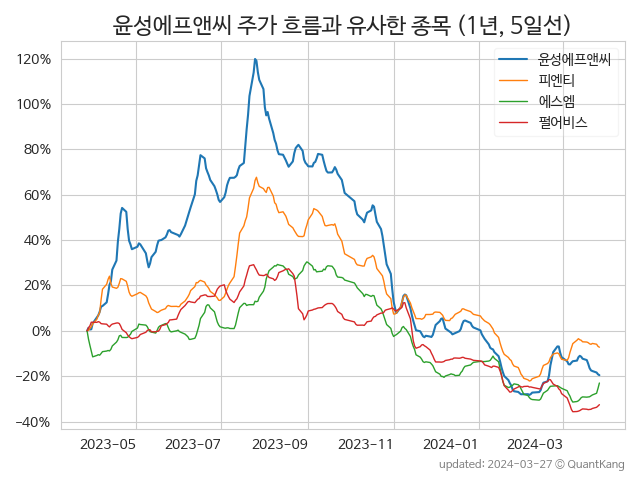 윤성에프앤씨 주가 흐름과 유사한 종목 (1년, 5일선)
윤성에프앤씨
피엔티
에스엠
펄어비스
120%
100%
80%
60%
40%
20%
0%
−20%
−40%
2023-05
2023-07
2023-09
2023-11
2024-01
2024-03
updated: 2024-03-27 © QuantKang